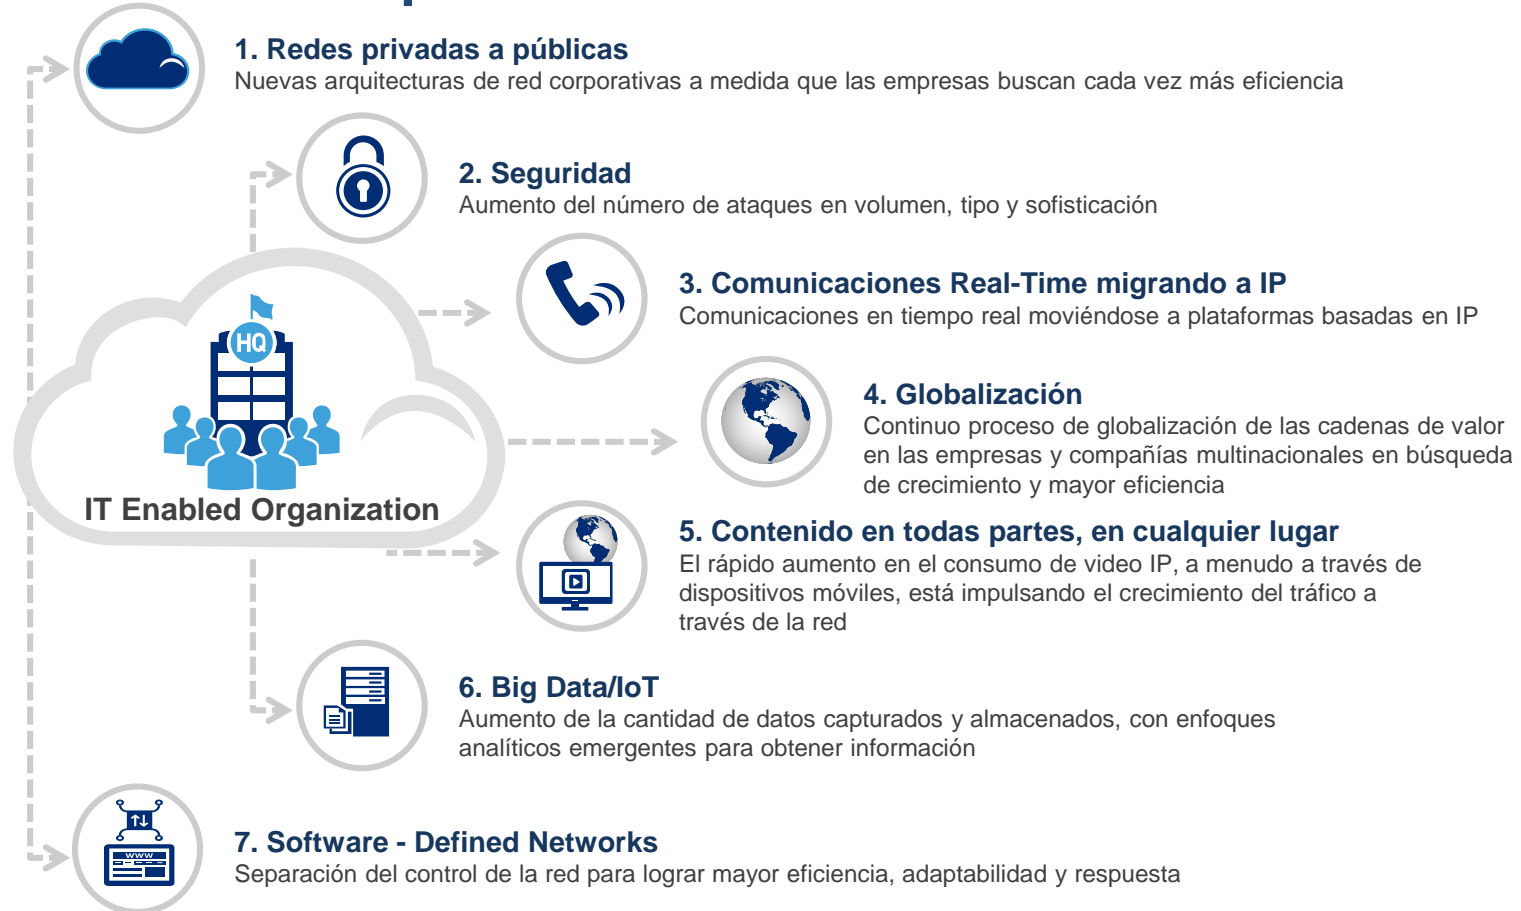 1. Redes privadas a públicas
Nuevas arquitecturas de red corporativas a medida que las empresas buscan cada vez más eficiencia
2. Seguridad
Aumento del número de ataques en volumen, tipo y sofisticación
3. Comunicaciones Real-Time migrando a IP
Comunicaciones en tiempo real moviéndose a plataformas basadas en IP
HQ
IT Enabled Organization
4. Globalización
Continuo proceso de globalización de las cadenas de valor
en las empresas y compañías multinacionales en búsqueda
de crecimiento y mayor eficiencia
5. Contenido en todas partes, en cualquier lugar
El rápido aumento en el consumo de video IP, a menudo a través de
dispositivos móviles, está impulsando el crecimiento del tráfico a
través de la red
6. Big Data/IoT
Aumento de la cantidad de datos capturados y almacenados, con enfoques
analíticos emergentes para obtener información
WWW
7. Software - Defined Networks
Separación del control de la red para lograr mayor eficiencia, adaptabilidad y respuesta